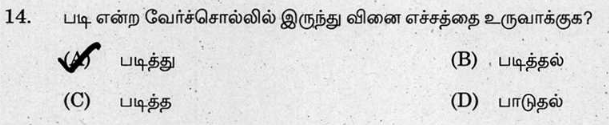 14. படி என்ற வேர்ச்சொல்லில் இருந்து வினை எச்சத்தை உருவாக்குக?
(A) படித்து (B) படித்தல்
(C) படித்த (D) பாடுதல்